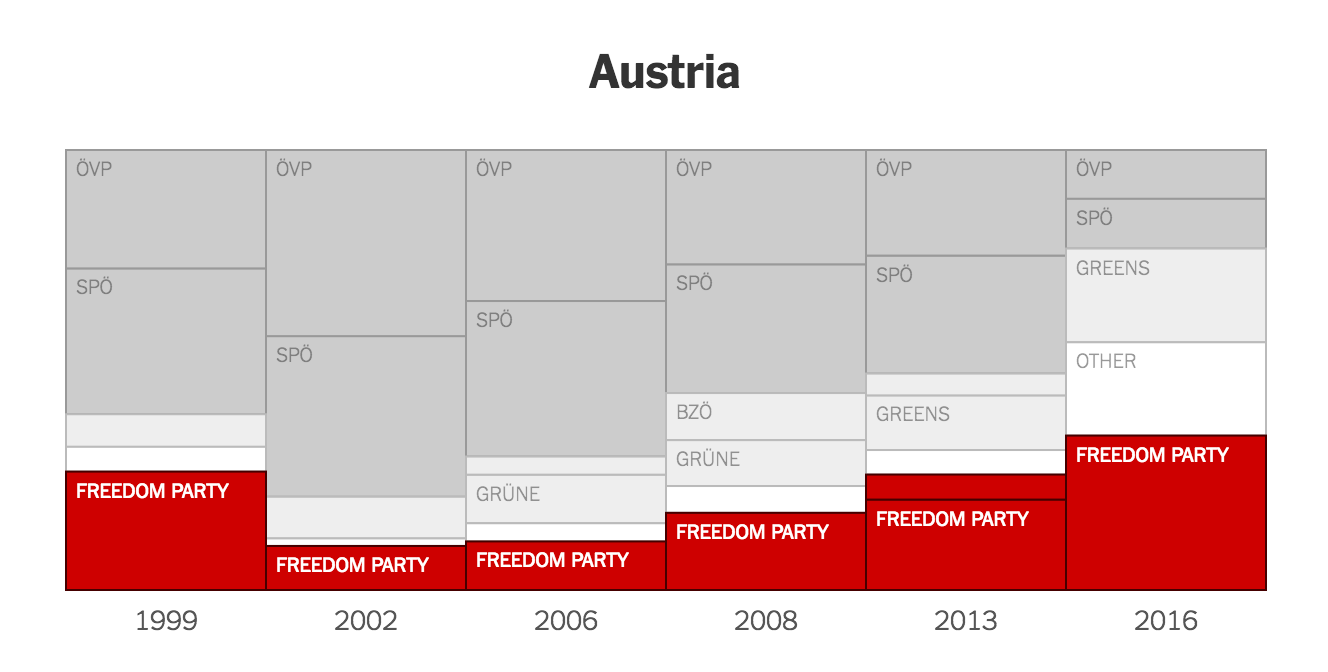 Austria
ÖVP
ÖVP
ÖVP
ÖVP
ÖVP
ÖVP
SPÖ
SPÖ
SPÖ
SPÖ
SPÖ
SPÖ
GREENS
BZÖ
GREENS
OTHER
GRÜNE
GRÜNE
FREEDOM PARTY
FREEDOM PARTY
FREEDOM PARTY
FREEDOM PARTY
FREEDOM PARTY
FREEDOM PARTY
1999
2002
2006
2008
2013
2016